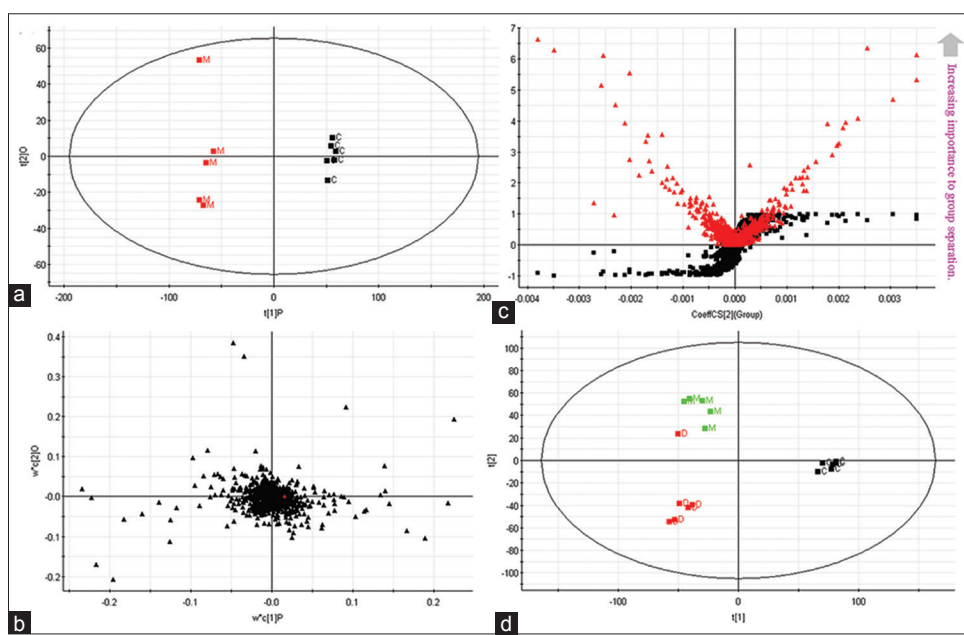 60
40
20
0
-20
-40
-60
t[2]O
M
M
M
M
M
C
C
C
C
C
-200
-100
0
100
200
t[1]P
a
7
6
5
4
3
2
1
0
-1
-0.004
-0.003
-0.002
-0.001
0.000
0.001
0.002
0.003
CoeffCS[2](Group)
c
Increasing importance to group separation.
0.4
0.3
0.2
0.1
-0.0
-0.1
-0.2
w*c[2]O
-0.2
-0.1
-0.0
0.1
0.2
w*c[1]P
b
100
80
60
40
20
0
-20
-40
-60
-80
-100
t[2]
M
M
M
M
D
D
D
D
C
C
C
-100
0
100
t[1]
d